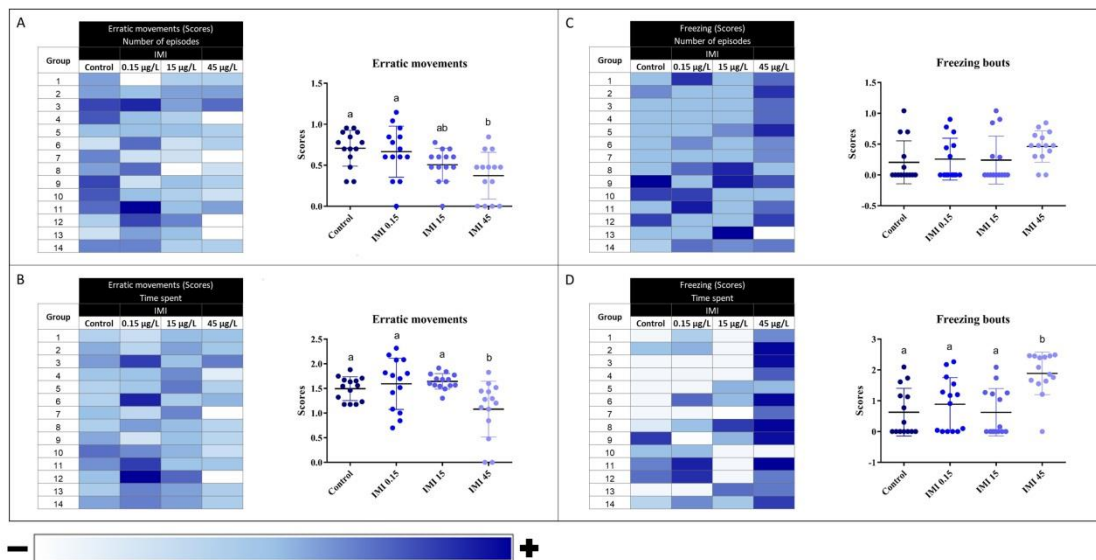 A
Erratic movements (Scores)
Number of episodes
IMI
Group Control 0.15 µg/L 15 µg/L 45 µg/L
1
2
3
4
5
6
7
8
9
10
11
12
13
14
Erratic movements
a a ab b
Scores
1.5
1.0
0.5
0.0
Control IMI 0.15 IMI 15 IMI 45
C
Freezing (Scores)
Number of episodes
IMI
Group Control 0.15 µg/L 15 µg/L 45 µg/L
1
2
3
4
5
6
7
8
9
10
11
12
13
14
Freezing bouts
Scores
1.5
1.0
0.5
0.0
-0.5
Control IMI 0.15 IMI 15 IMI 45
B
Erratic movements (Scores)
Time spent
IMI
Group Control 0.15 µg/L 15 µg/L 45 µg/L
1
2
3
4
5
6
7
8
9
10
11
12
13
14
Erratic movements
a a a b
Scores
2.5
2.0
1.5
1.0
0.5
0.0
Control IMI 0.15 IMI 15 IMI 45
D
Freezing (Scores)
Time spent
IMI
Group Control 0.15 µg/L 15 µg/L 45 µg/L
1
2
3
4
5
6
7
8
9
10
11
12
13
14
Freezing bouts
a a a b
Scores
3
2
1
0
-1
Control IMI 0.15 IMI 15 IMI 45
− +